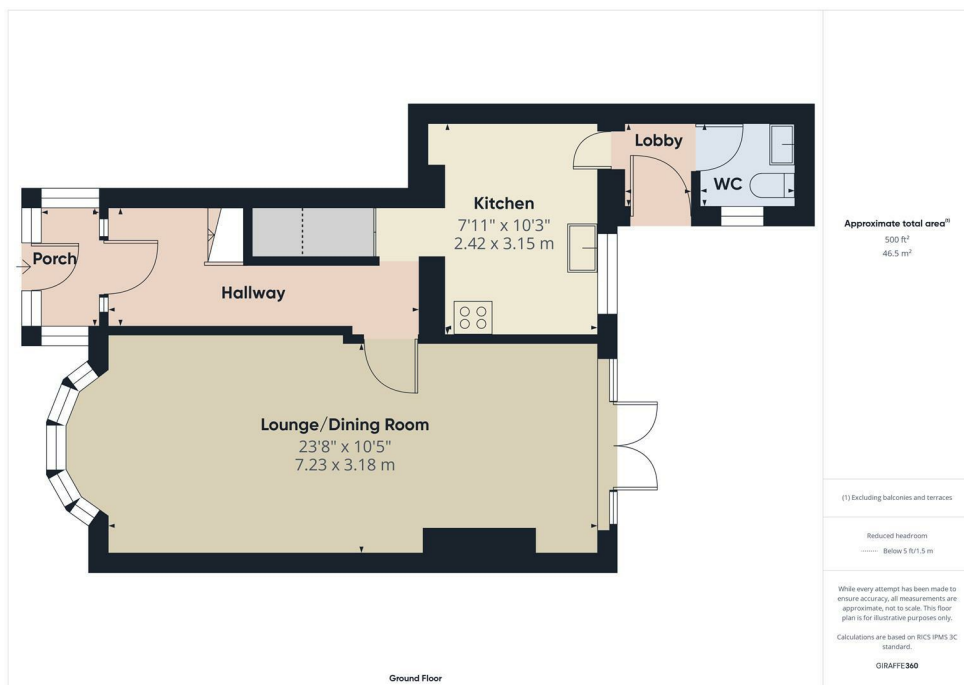 Porch
Hallway
Kitchen
7'11" x 10'3"
2.42 x 3.15 m
Lobby
WC
Lounge/Dining Room
23'8" x 10'5"
7.23 x 3.18 m
Ground Floor
Approximate total area⁽¹⁾
500 ft²
46.5 m²
(1) Excluding balconies and terraces
Reduced headroom
Below 5 ft/1.5 m
While every attempt has been made to
ensure accuracy, all measurements are
approximate, not to scale. This floor
plan is for illustrative purposes only.
Calculations are based on RICS IPMS 3C
standard.
GIRAFFE360